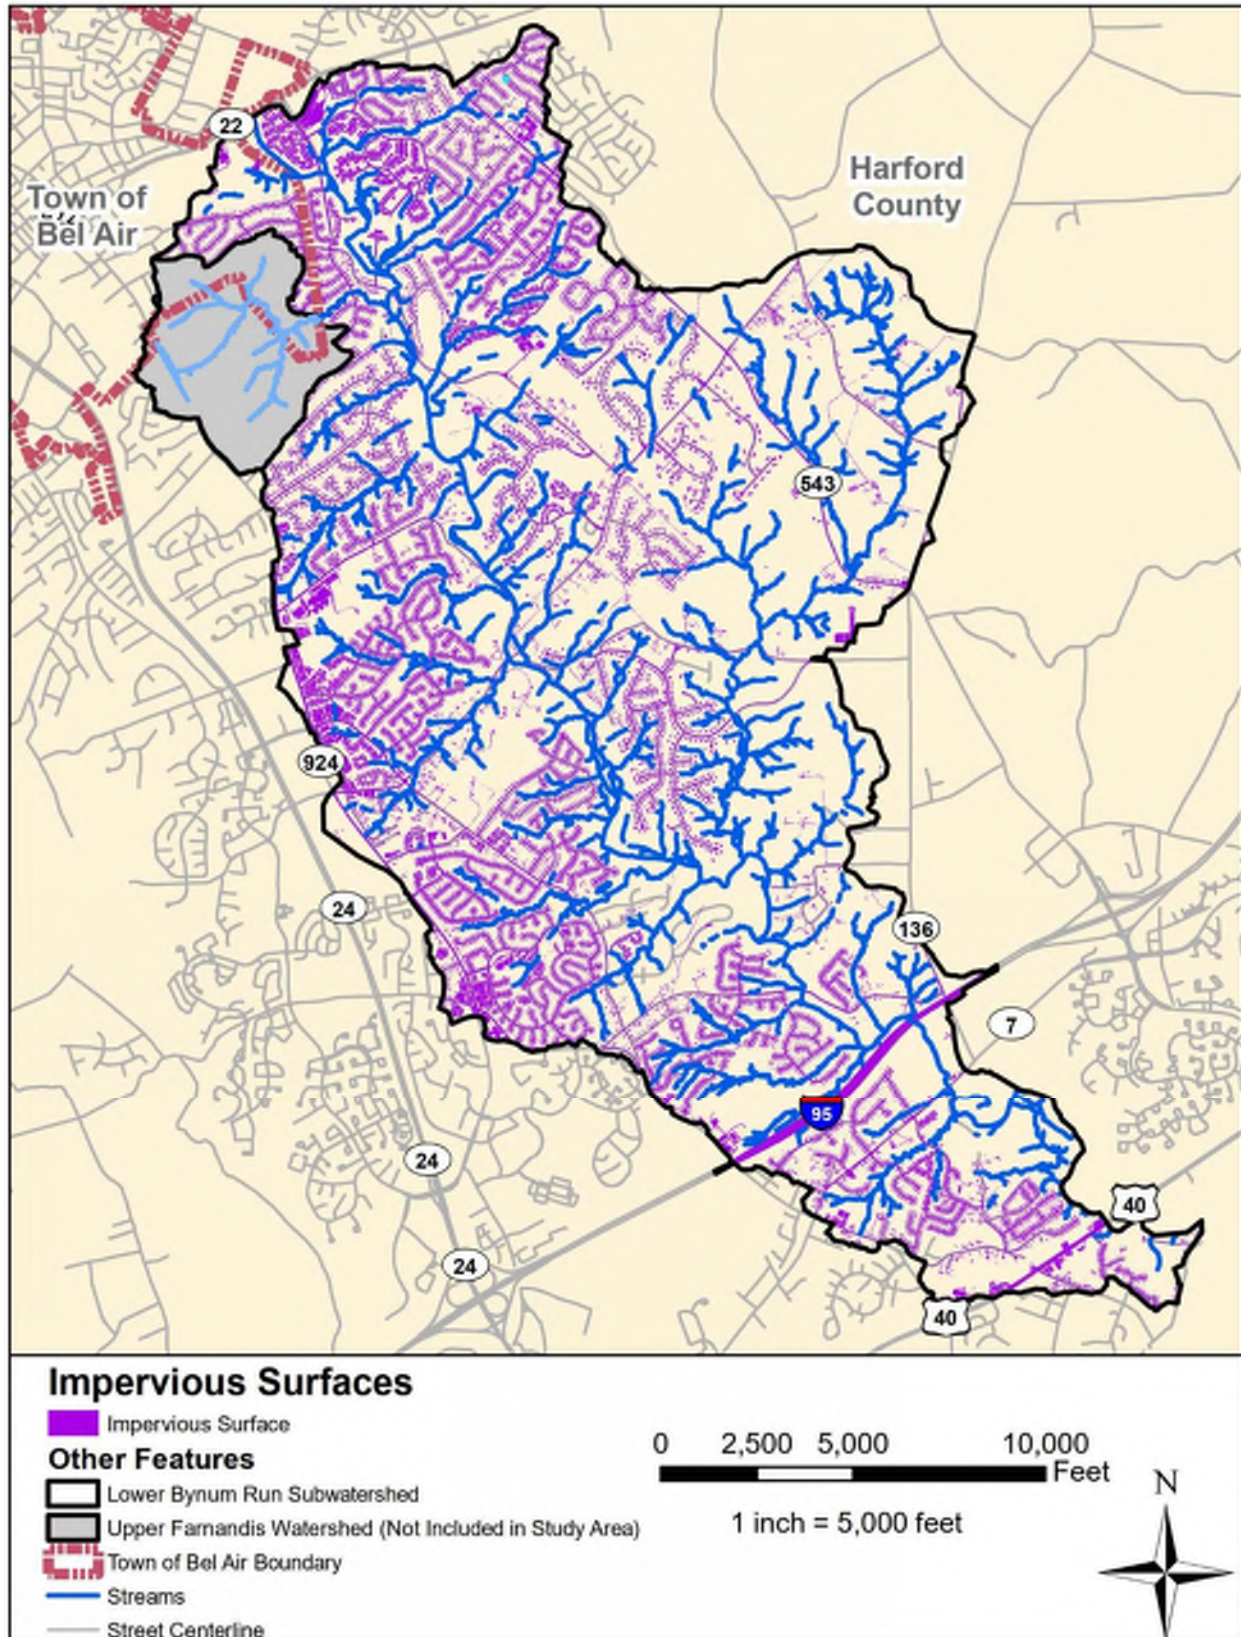 22
Town of
Bel Air
Harford
County
543
924
24
136
7
95
24
40
24
40
Impervious Surfaces
Impervious Surface
Other Features
Lower Bynum Run Subwatershed
Upper Farnandis Watershed (Not Included in Study Area)
Town of Bel Air Boundary
Streams
Street Centerline
0 2,500 5,000 10,000
Feet
1 inch = 5,000 feet
N